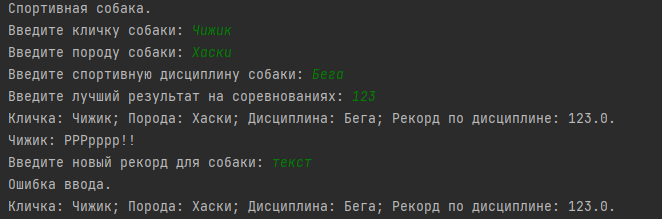 Спортивная собака.
Введите кличку собаки: Чижик
Введите породу собаки: Хаски
Введите спортивную дисциплину собаки: Бега
Введите лучший результат на соревнованиях: 123
Кличка: Чижик; Порода: Хаски; Дисциплина: Бега; Рекорд по дисциплине: 123.0.
Чижик: РРРрррр!!
Введите новый рекорд для собаки: текст
Ошибка ввода.
Кличка: Чижик; Порода: Хаски; Дисциплина: Бега; Рекорд по дисциплине: 123.0.